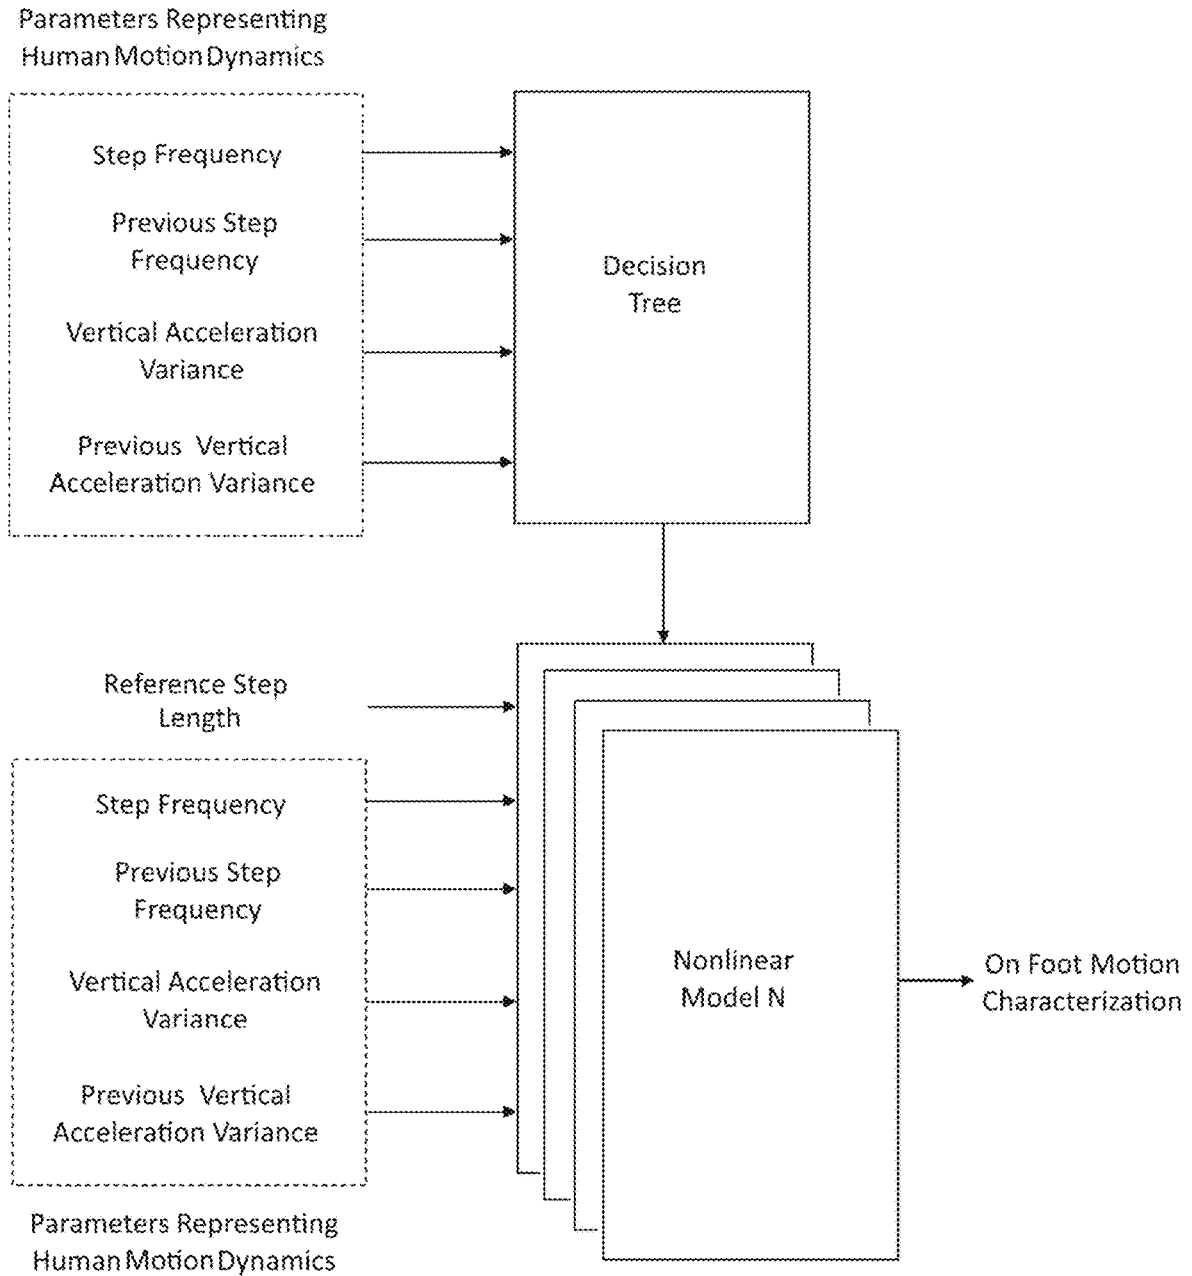 Parameters Representing
Human Motion Dynamics
Step Frequency
Previous Step
Frequency
Vertical Acceleration
Variance
Previous Vertical
Acceleration Variance
Decision
Tree
Reference Step
Length
Step Frequency
Previous Step
Frequency
Vertical Acceleration
Variance
Previous Vertical
Acceleration Variance
Parameters Representing
Human Motion Dynamics
Nonlinear
Model N
On Foot Motion
Characterization